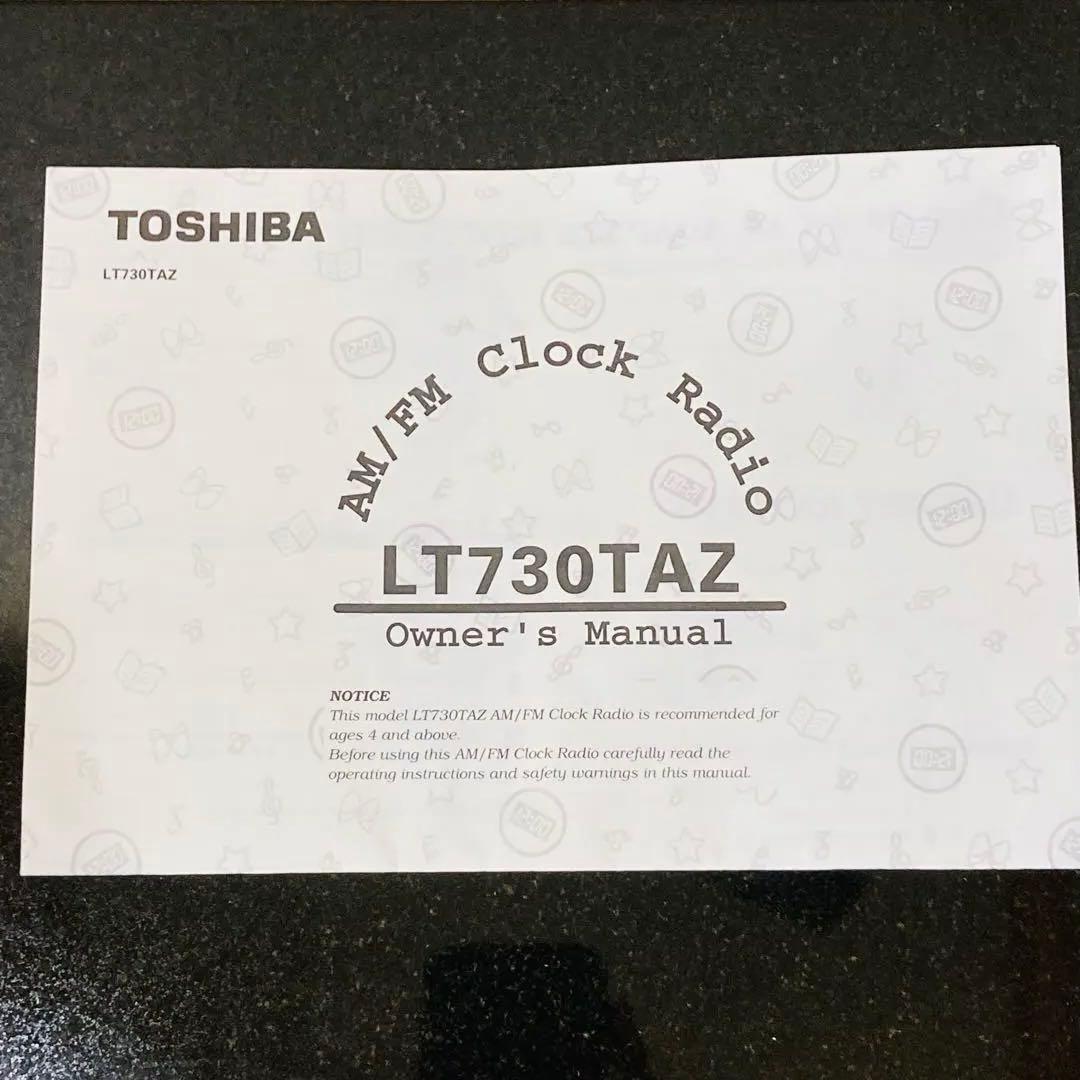 TOSHIBA
LT730TAZ
AM/FM Clock Radio
LT730TAZ
Owner's Manual
NOTICE
This model LT730TAZ AM/FM Clock Radio is recommended for
ages 4 and above.
Before using this AM/FM Clock Radio carefully read the
operating instructions and safety warnings in this manual.